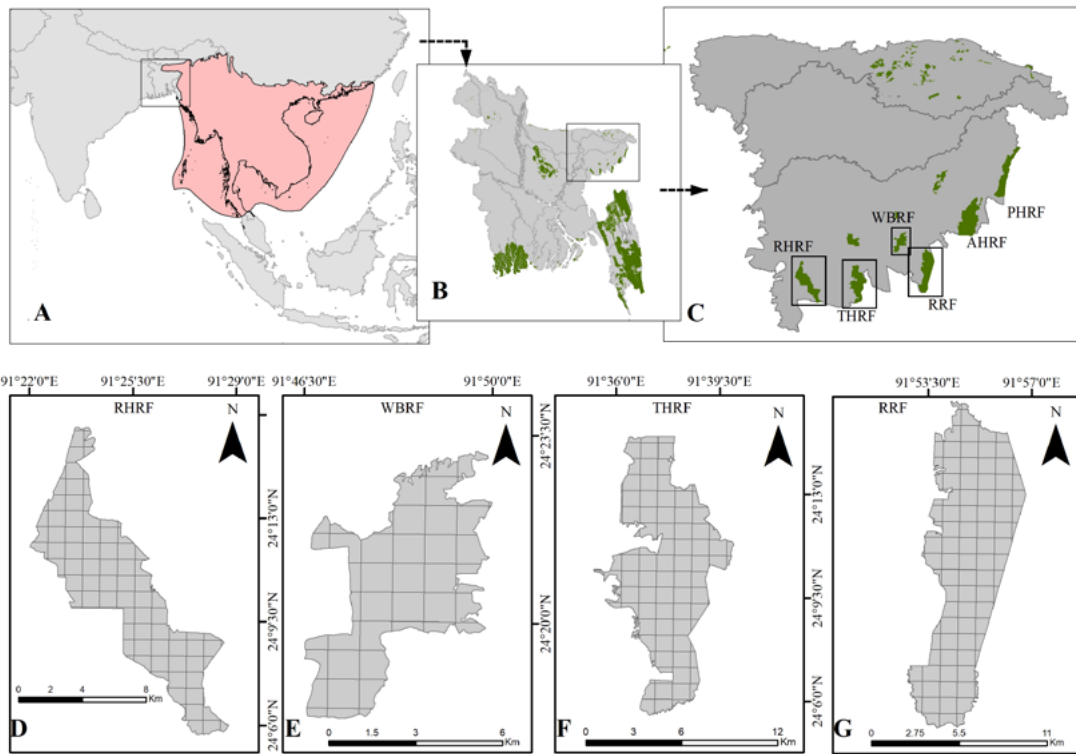 A
B
C
WBRF
PHRF
RHRF
AHRF
THRF
RRF
91°22'0"E 91°25'30"E 91°29'0"E 91°46'30"E 91°50'0"E 91°36'0"E 91°39'30"E 91°53'30"E 91°57'0"E
RHRF
WBRF
THRF
RRF
N
N
N
N
24°13'0"N
24°9'30"N
24°6'0"N
24°23'30"N
24°20'0"N
24°13'0"N
24°9'30"N
24°6'0"N
0 2 4 8 Km
0 1.5 3 6 Km
0 3 6 12 Km
0 2.75 5.5 11 Km
D
E
F
G